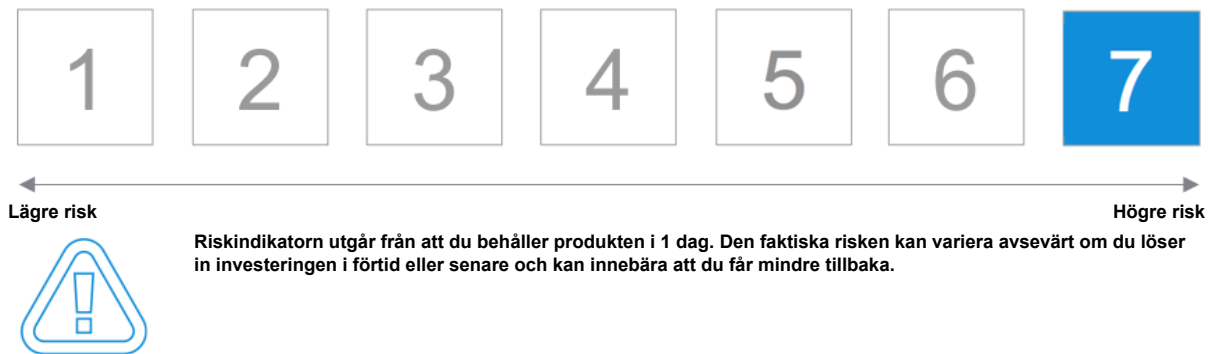 1 2 3 4 5 6 7
Lägre risk Högre risk
Riskindikatorn utgår från att du behåller produkten i 1 dag. Den faktiska risken kan variera avsevärt om du löser
in investeringen i förtid eller senare och kan innebära att du får mindre tillbaka.